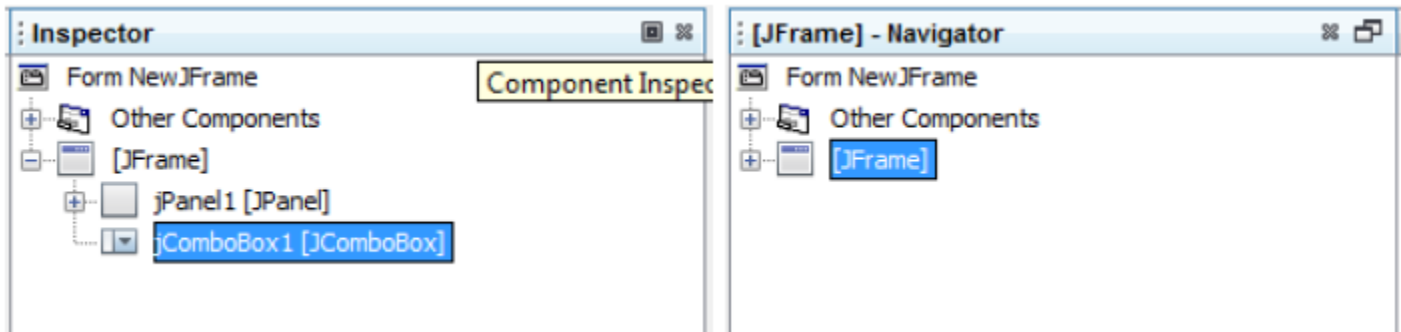 Inspector
Form NewJFrame
Component Inspec
Other Components
[JFrame]
jPanel1 [JPanel]
jComboBox1 [JComboBox]
[JFrame] - Navigator
Form NewJFrame
Other Components
[JFrame]